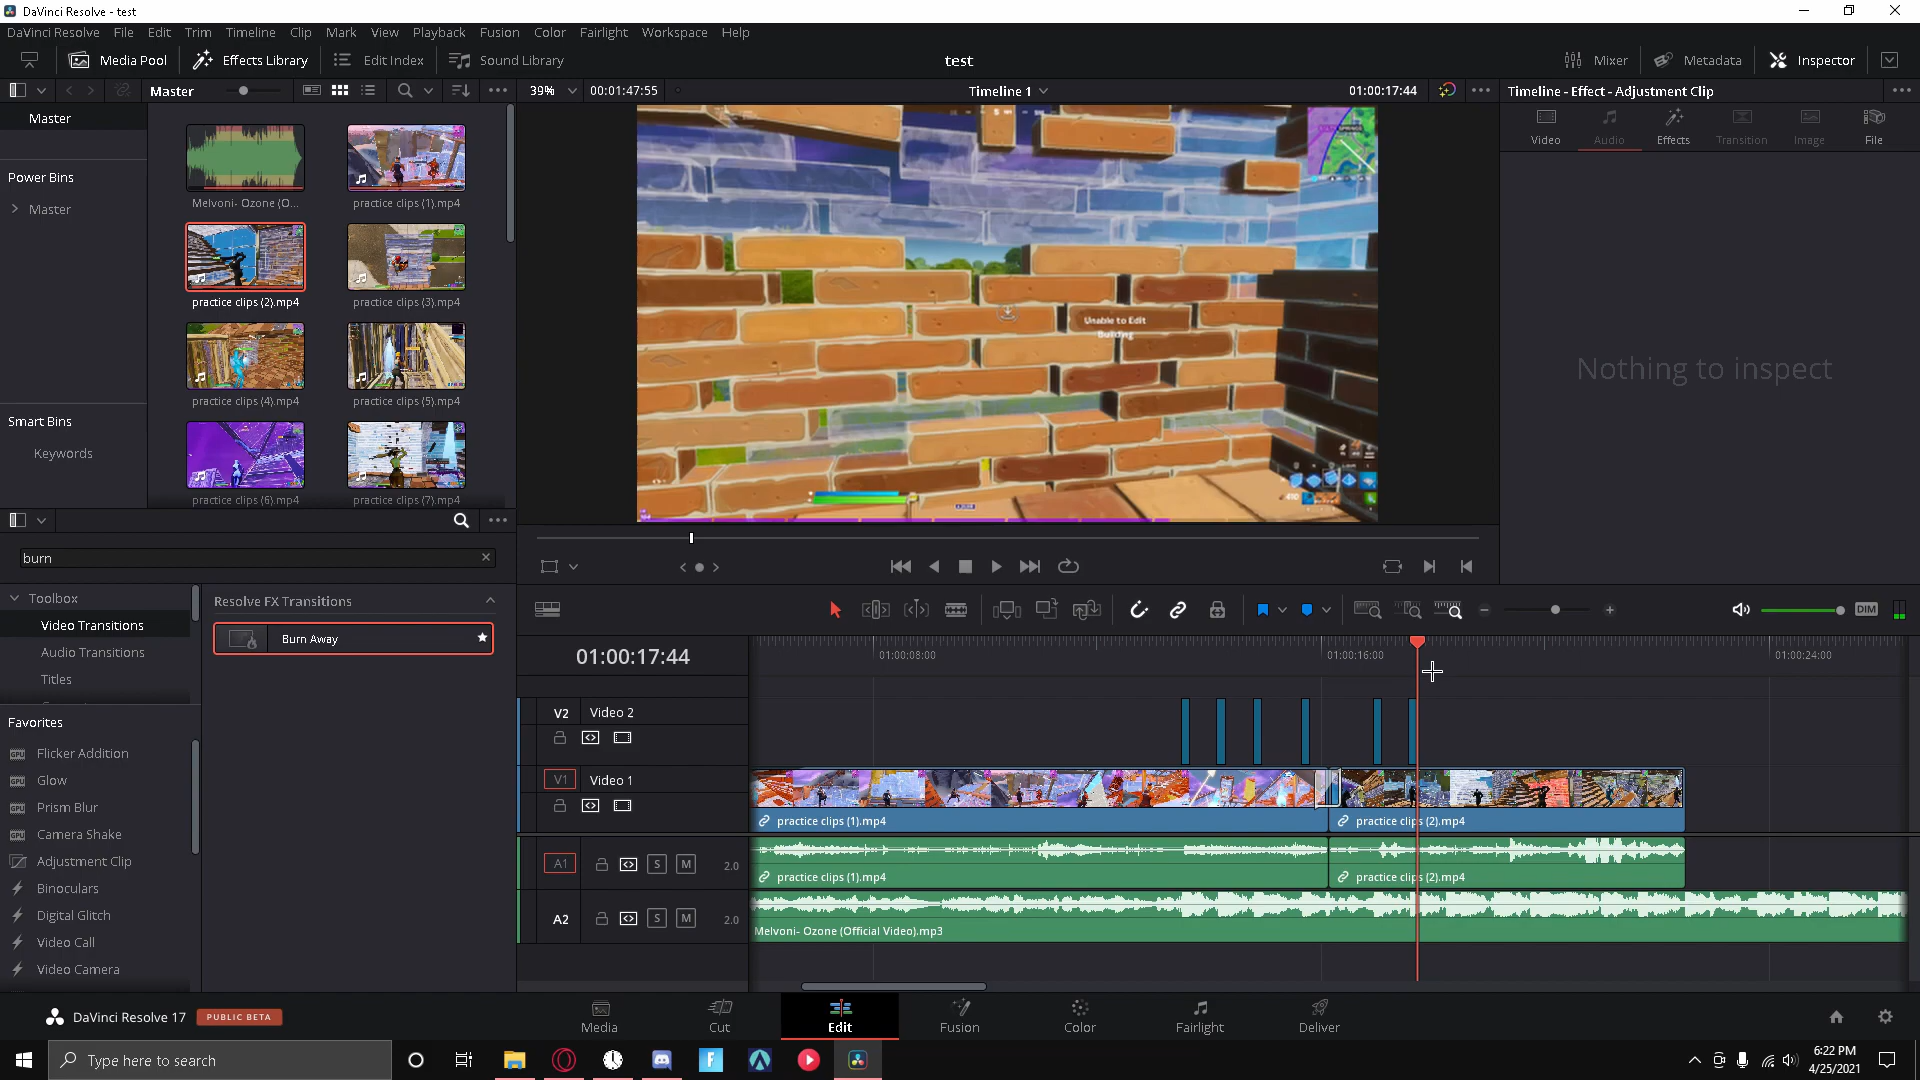 DaVinci Resolve - test
DaVinci Resolve File Edit Trim Timeline Clip Mark View Playback Fusion Color Fairlight Workspace Help
Media Pool Effects Library Edit Index Sound Library test Mixer Metadata Inspector
Master 39% 00:01:47:55 Timeline 1 01:00:17:44 Timeline - Effect - Adjustment Clip
Master
Video Audio Effects Transition Image File
Power Bins
Master
Melvoni- Ozone (O... practice clips (1).mp4
practice clips (2).mp4 practice clips (3).mp4
Unable to Edit
Building
Nothing to inspect
practice clips (4).mp4 practice clips (5).mp4
Smart Bins
Keywords
practice clips (6).mp4 practice clips (7).mp4
burn
Toolbox
Video Transitions
Audio Transitions
Titles
Resolve FX Transitions
Burn Away
DIM
01:00:17:44 01:00:08:00 01:00:16:00 01:00:24:00
V2 Video 2
V1 Video 1
practice clips (1).mp4 practice clips (2).mp4
A1 S M 2.0
practice clips (1).mp4 practice clips (2).mp4
A2 S M 2.0
Melvoni- Ozone (Official Video).mp3
Favorites
Flicker Addition
Glow
Prism Blur
Camera Shake
Adjustment Clip
Binoculars
Digital Glitch
Video Call
Video Camera
DaVinci Resolve 17 PUBLIC BETA
Media Cut Edit Fusion Color Fairlight Deliver
Type here to search
6:22 PM
4/25/2021